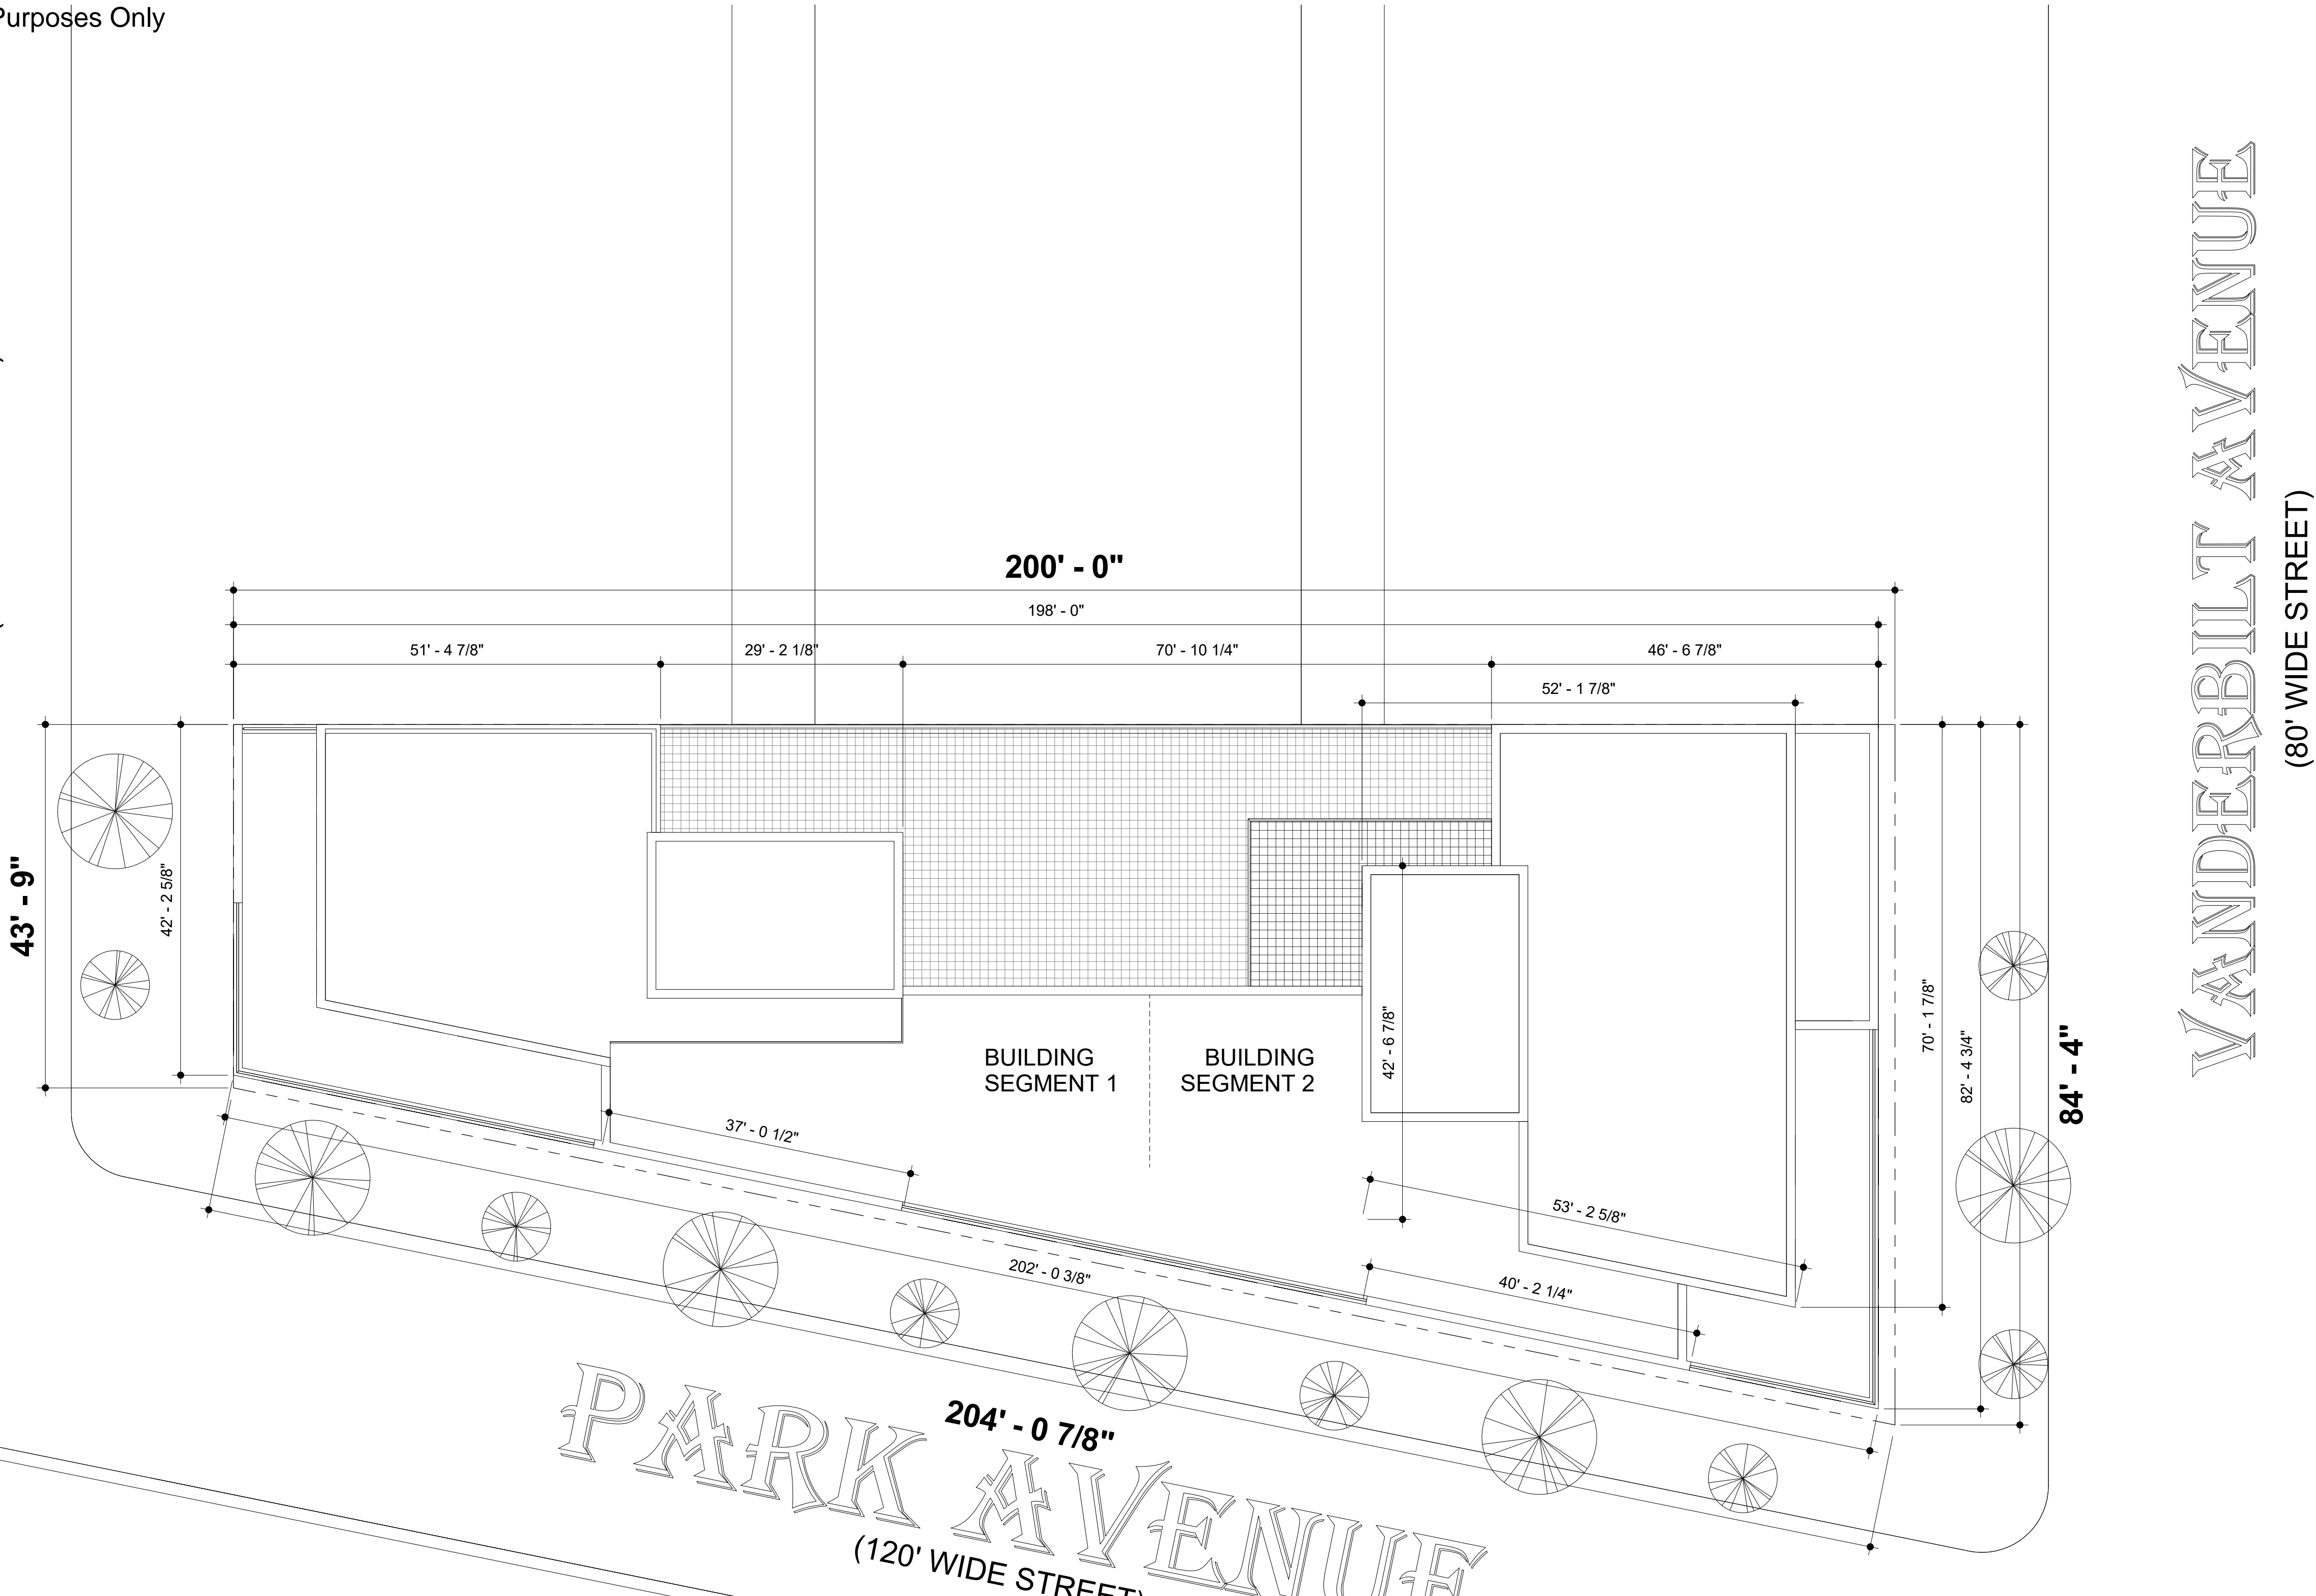 Purposes Only
200' - 0"
198' - 0"
51' - 4 7/8"
29' - 2 1/8"
70' - 10 1/4"
46' - 6 7/8"
52' - 1 7/8"
43' - 9"
42' - 2 5/8"
BUILDING
SEGMENT 1
BUILDING
SEGMENT 2
42' - 6 7/8"
70' - 1 7/8"
82' - 4 3/4"
84' - 4"
VANDERBILT AVENUE
(80' WIDE STREET)
37' - 0 1/2"
53' - 2 5/8"
202' - 0 3/8"
40' - 2 1/4"
204' - 0 7/8"
PARK AVENUE
(120' WIDE STREET)